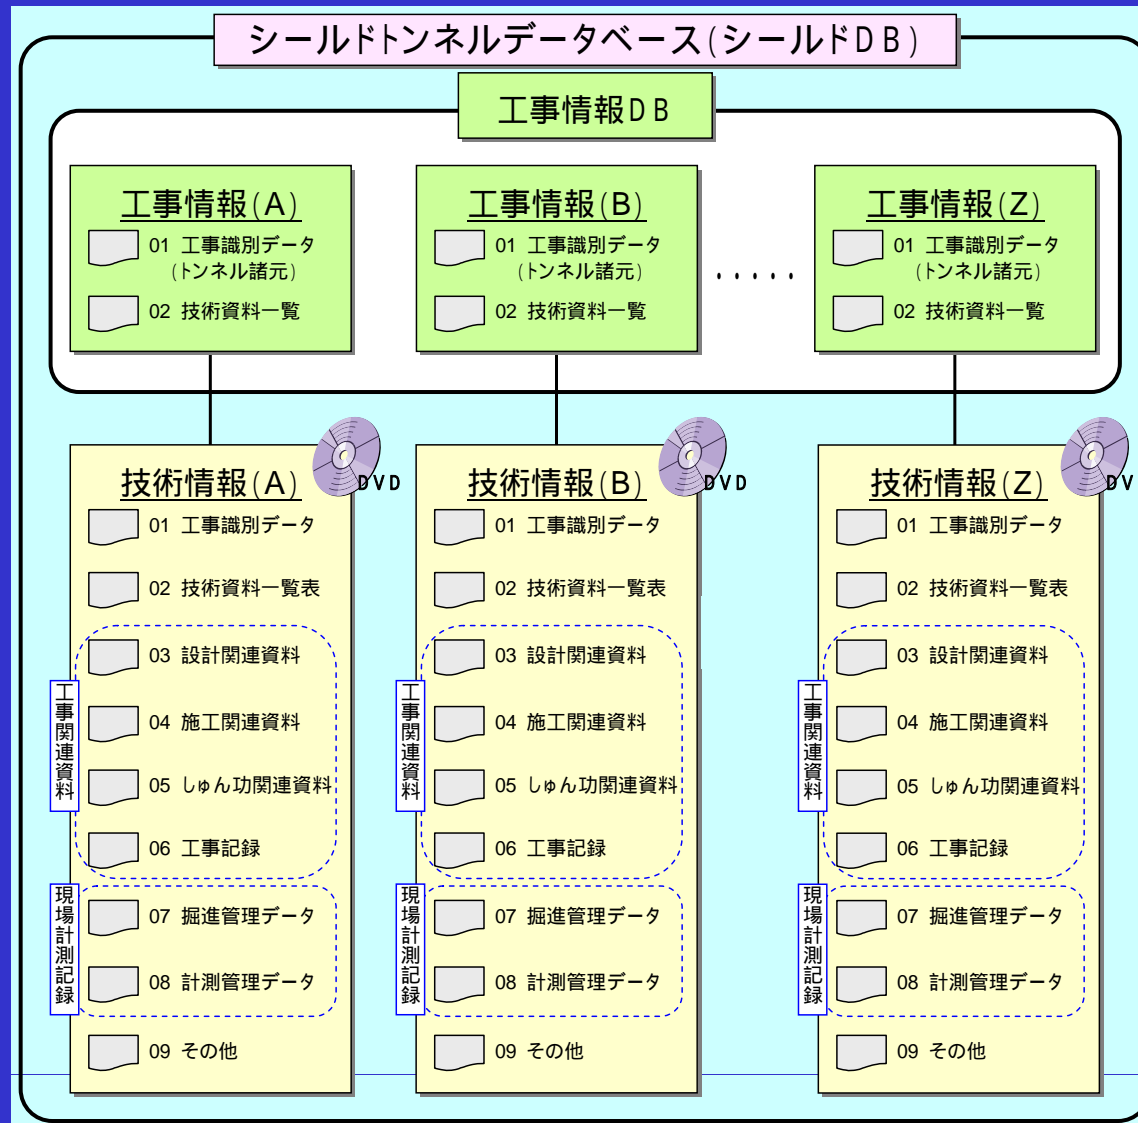 シールドトンネルデータベース(シールドDB)
工事情報DB
工事情報(A)
01 工事識別データ
(トンネル諸元)
02 技術資料一覧
工事情報(B)
01 工事識別データ
(トンネル諸元)
02 技術資料一覧
・・・・・
工事情報(Z)
01 工事識別データ
(トンネル諸元)
02 技術資料一覧
DVD
技術情報(A)
01 工事識別データ
02 技術資料一覧表
工事関連資料
03 設計関連資料
04 施工関連資料
05 しゅん功関連資料
06 工事記録
現場計測記録
07 掘進管理データ
08 計測管理データ
09 その他
DVD
技術情報(B)
01 工事識別データ
02 技術資料一覧表
工事関連資料
03 設計関連資料
04 施工関連資料
05 しゅん功関連資料
06 工事記録
現場計測記録
07 掘進管理データ
08 計測管理データ
09 その他
DV
技術情報(Z)
01 工事識別データ
02 技術資料一覧表
工事関連資料
03 設計関連資料
04 施工関連資料
05 しゅん功関連資料
06 工事記録
現場計測記録
07 掘進管理データ
08 計測管理データ
09 その他